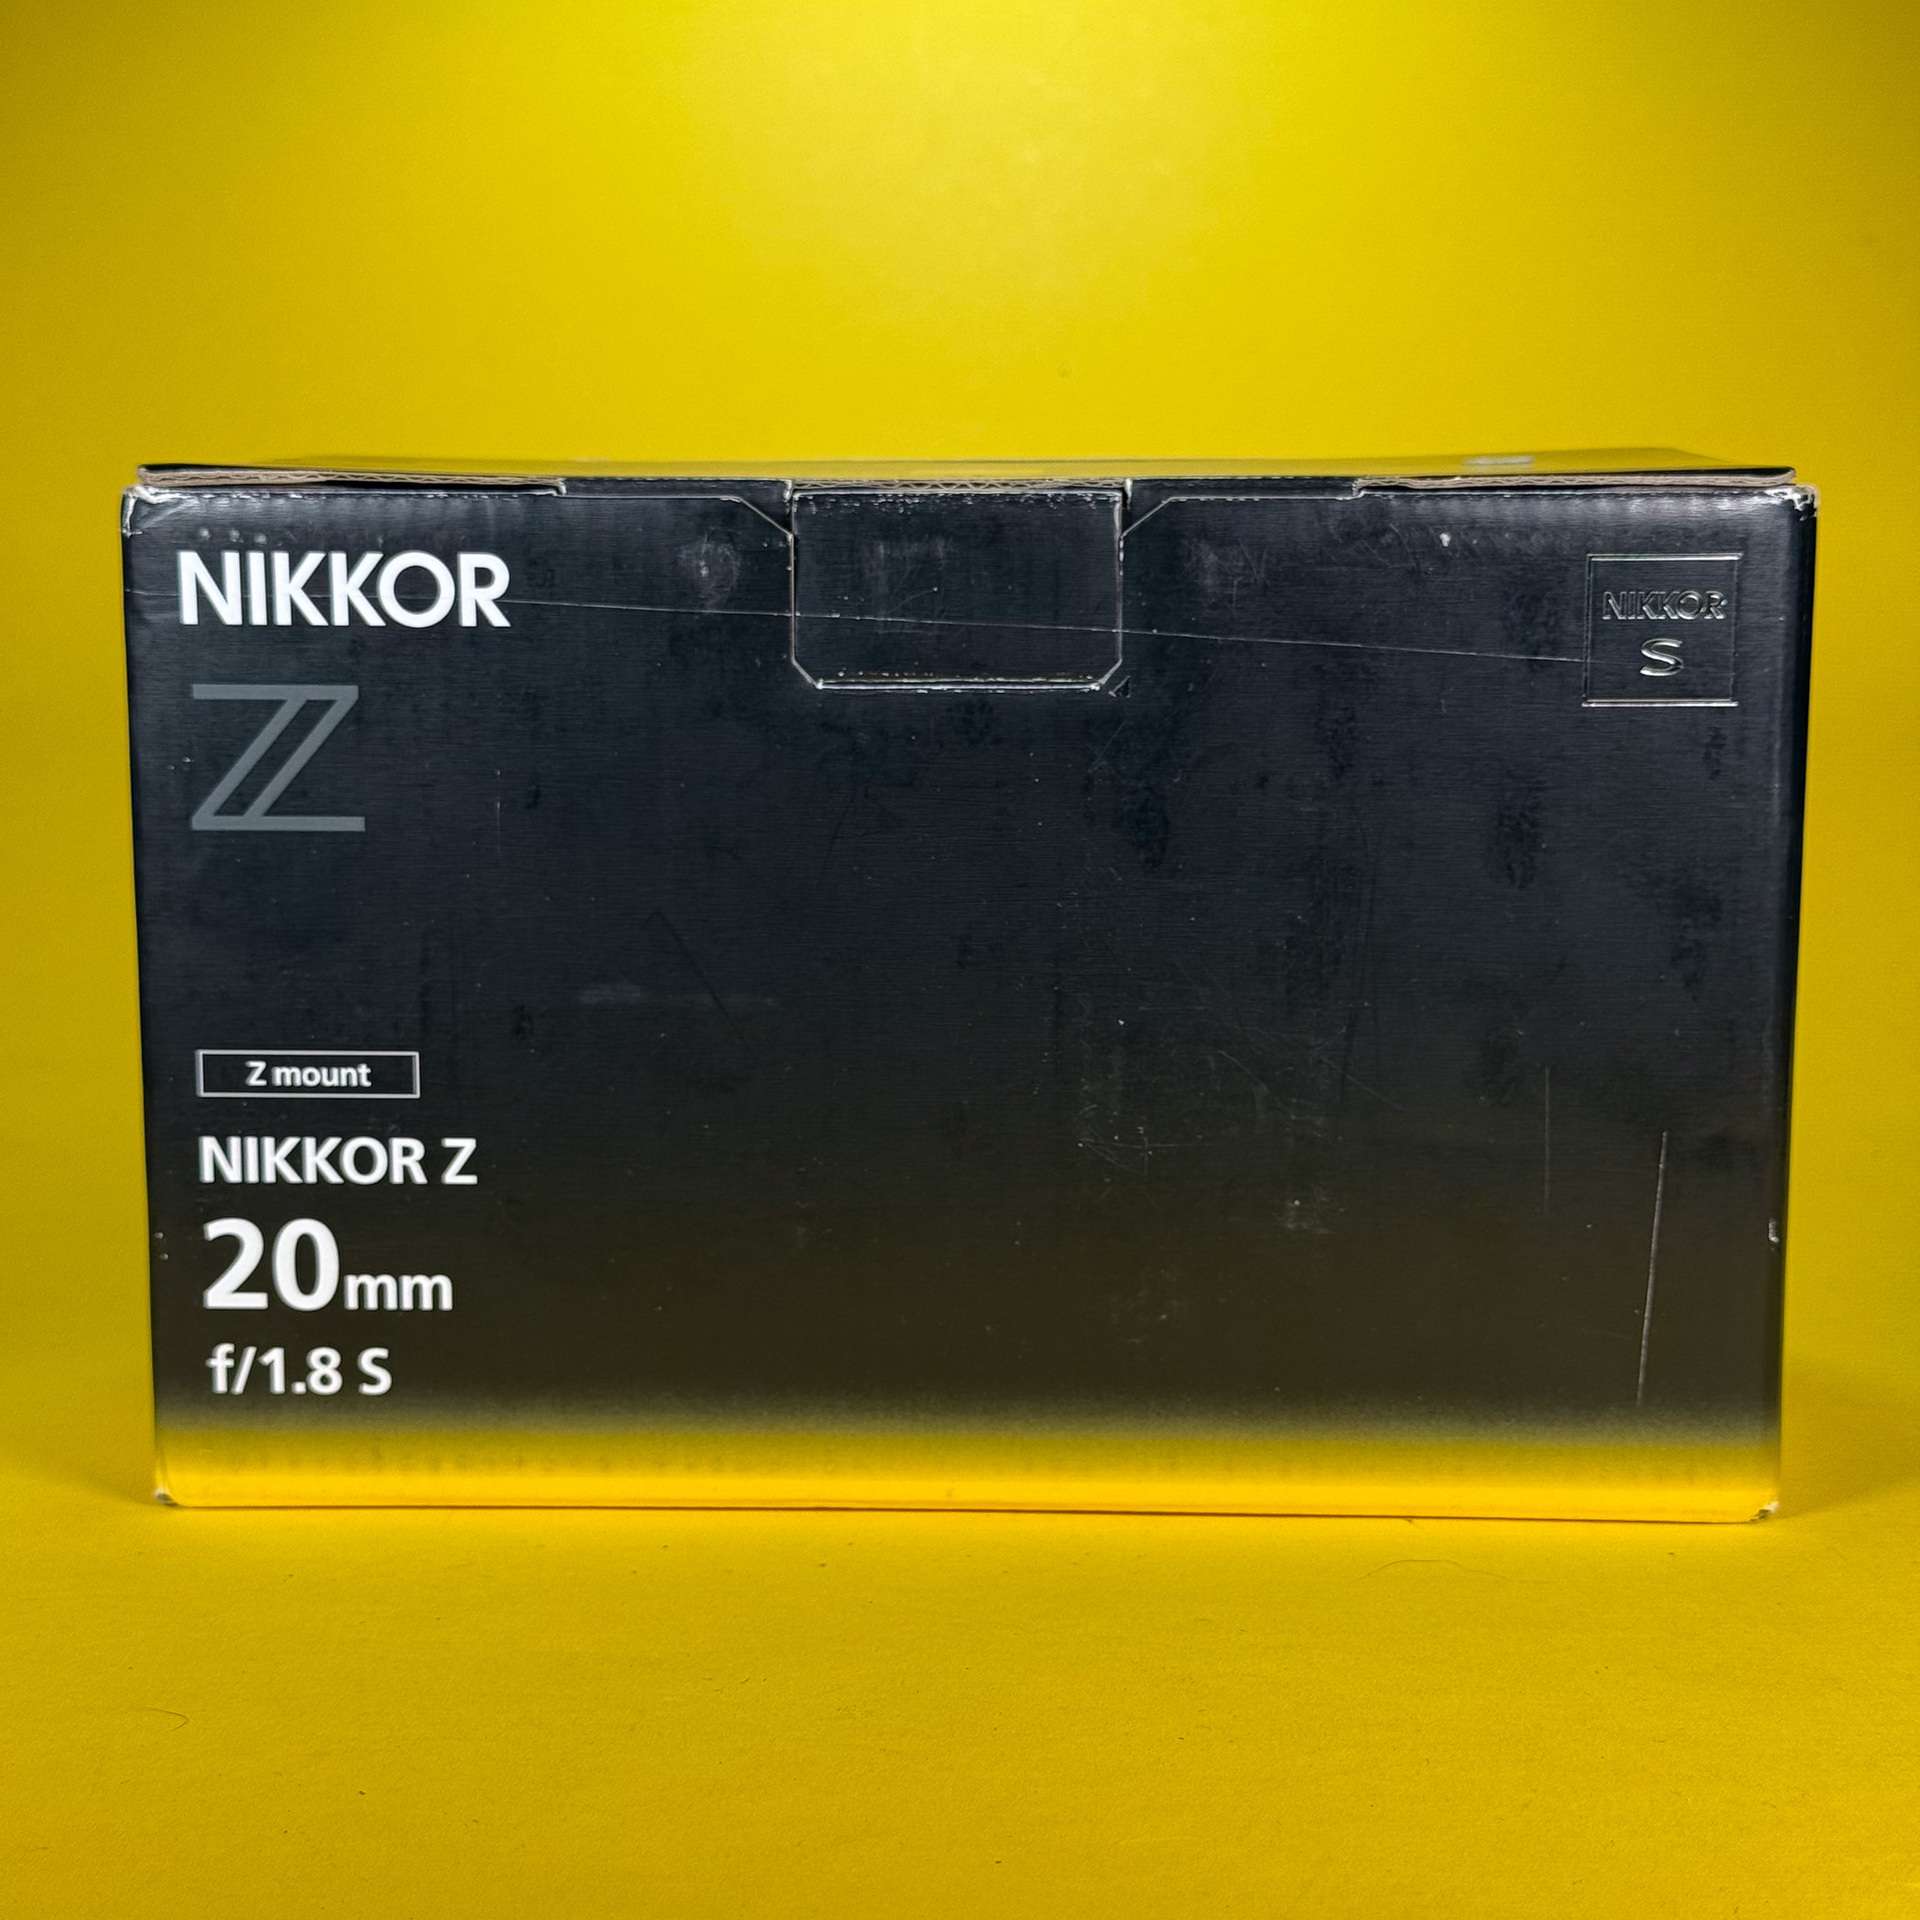 NIKKOR
Z
NIKKOR
S
Z mount
NIKKOR Z
20mm
f/1.8 S